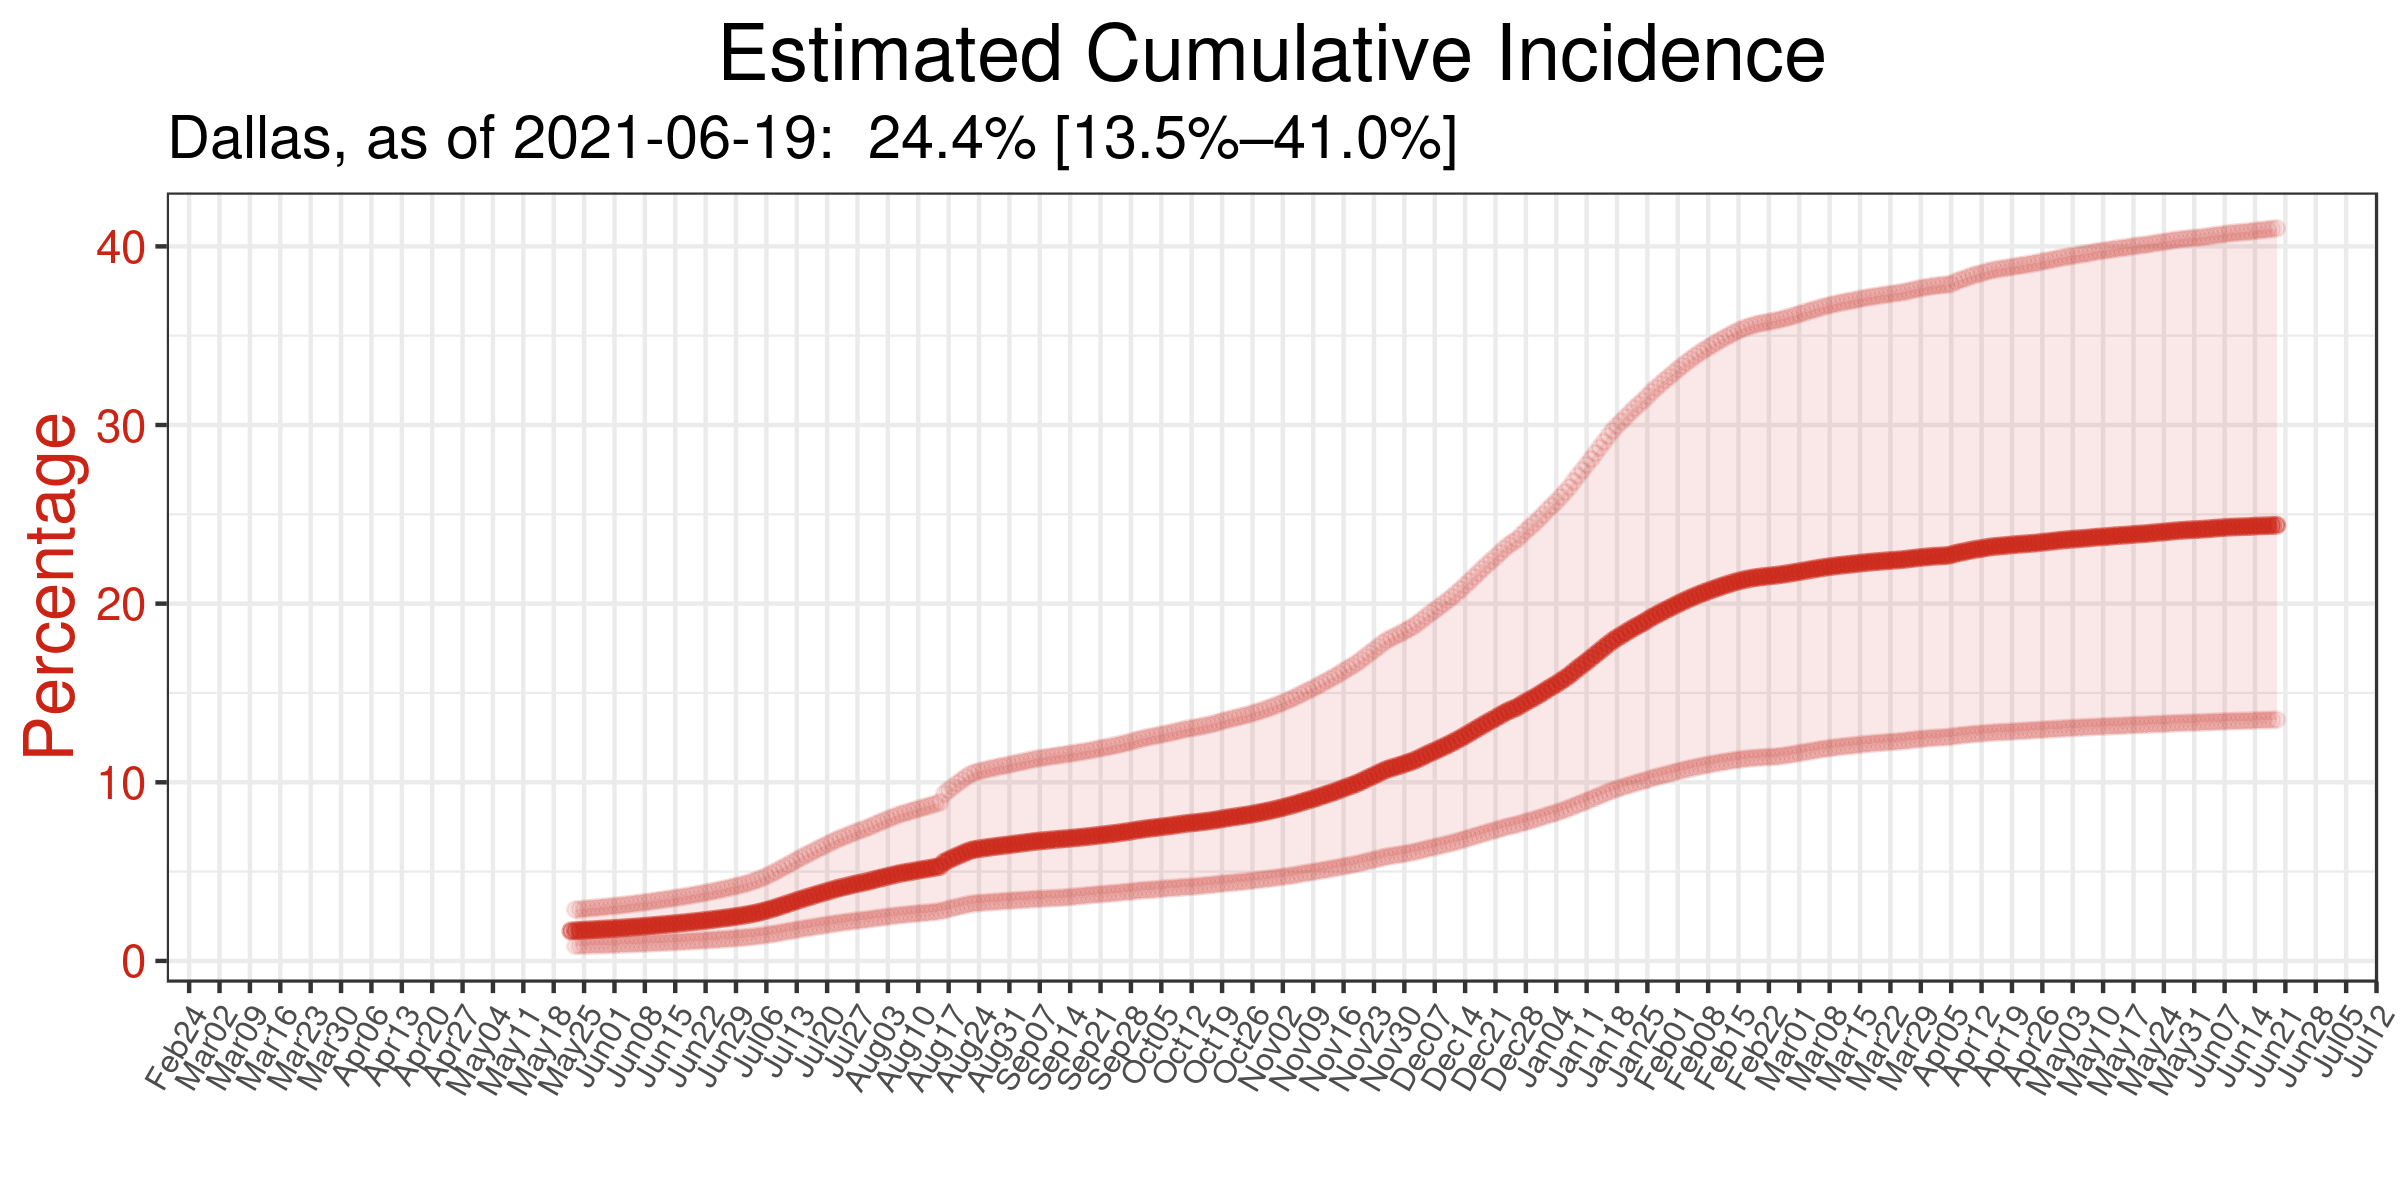 Estimated Cumulative Incidence
Dallas, as of 2021-06-19:  24.4% [13.5%–41.0%]
Percentage
40
30
20
10
0
Feb24
Mar02
Mar09
Mar16
Mar23
Mar30
Apr06
Apr13
Apr20
Apr27
May04
May11
May18
May25
Jun01
Jun08
Jun15
Jun22
Jun29
Jul06
Jul13
Jul20
Jul27
Aug03
Aug10
Aug17
Aug24
Aug31
Sep07
Sep14
Sep21
Sep28
Oct05
Oct12
Oct19
Oct26
Nov02
Nov09
Nov16
Nov23
Nov30
Dec07
Dec14
Dec21
Dec28
Jan04
Jan11
Jan18
Jan25
Feb01
Feb08
Feb15
Feb22
Mar01
Mar08
Mar15
Mar22
Mar29
Apr05
Apr12
Apr19
Apr26
May03
May10
May17
May24
May31
May07
Jun14
Jun21
Jun28
Jul05
Jul12